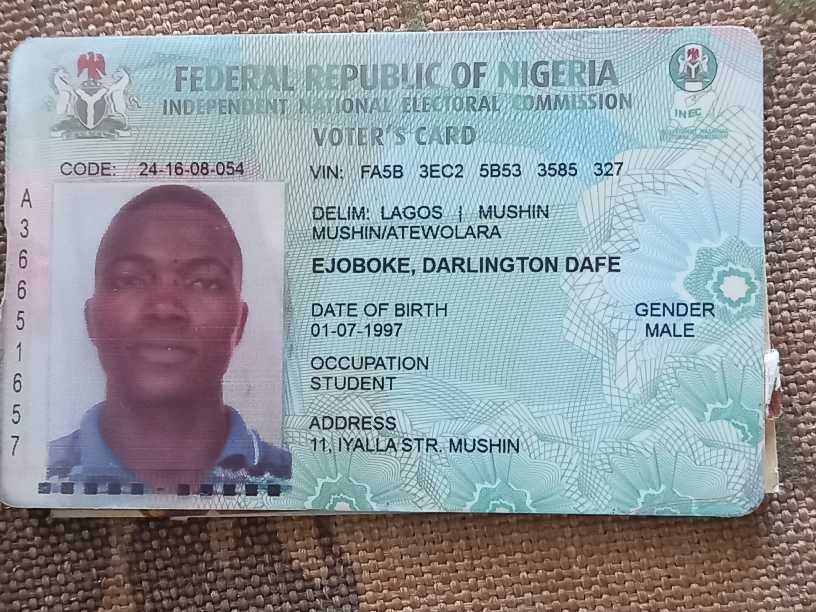 FEDERAL REPUBLIC OF NIGERIA
INDEPENDENT NATIONAL ELECTORAL COMMISSION
VOTER'S CARD
INEC
CODE: 24-16-08-054 VIN: FA5B 3EC2 5B53 3585 327
DELIM: LAGOS | MUSHIN
MUSHIN/ATEWOLARA
EJOBOKE, DARLINGTON DAFE
DATE OF BIRTH
01-07-1997
GENDER
MALE
OCCUPATION
STUDENT
ADDRESS
11, IYALLA STR, MUSHIN
A 3 6 6 5 1 6 5 7